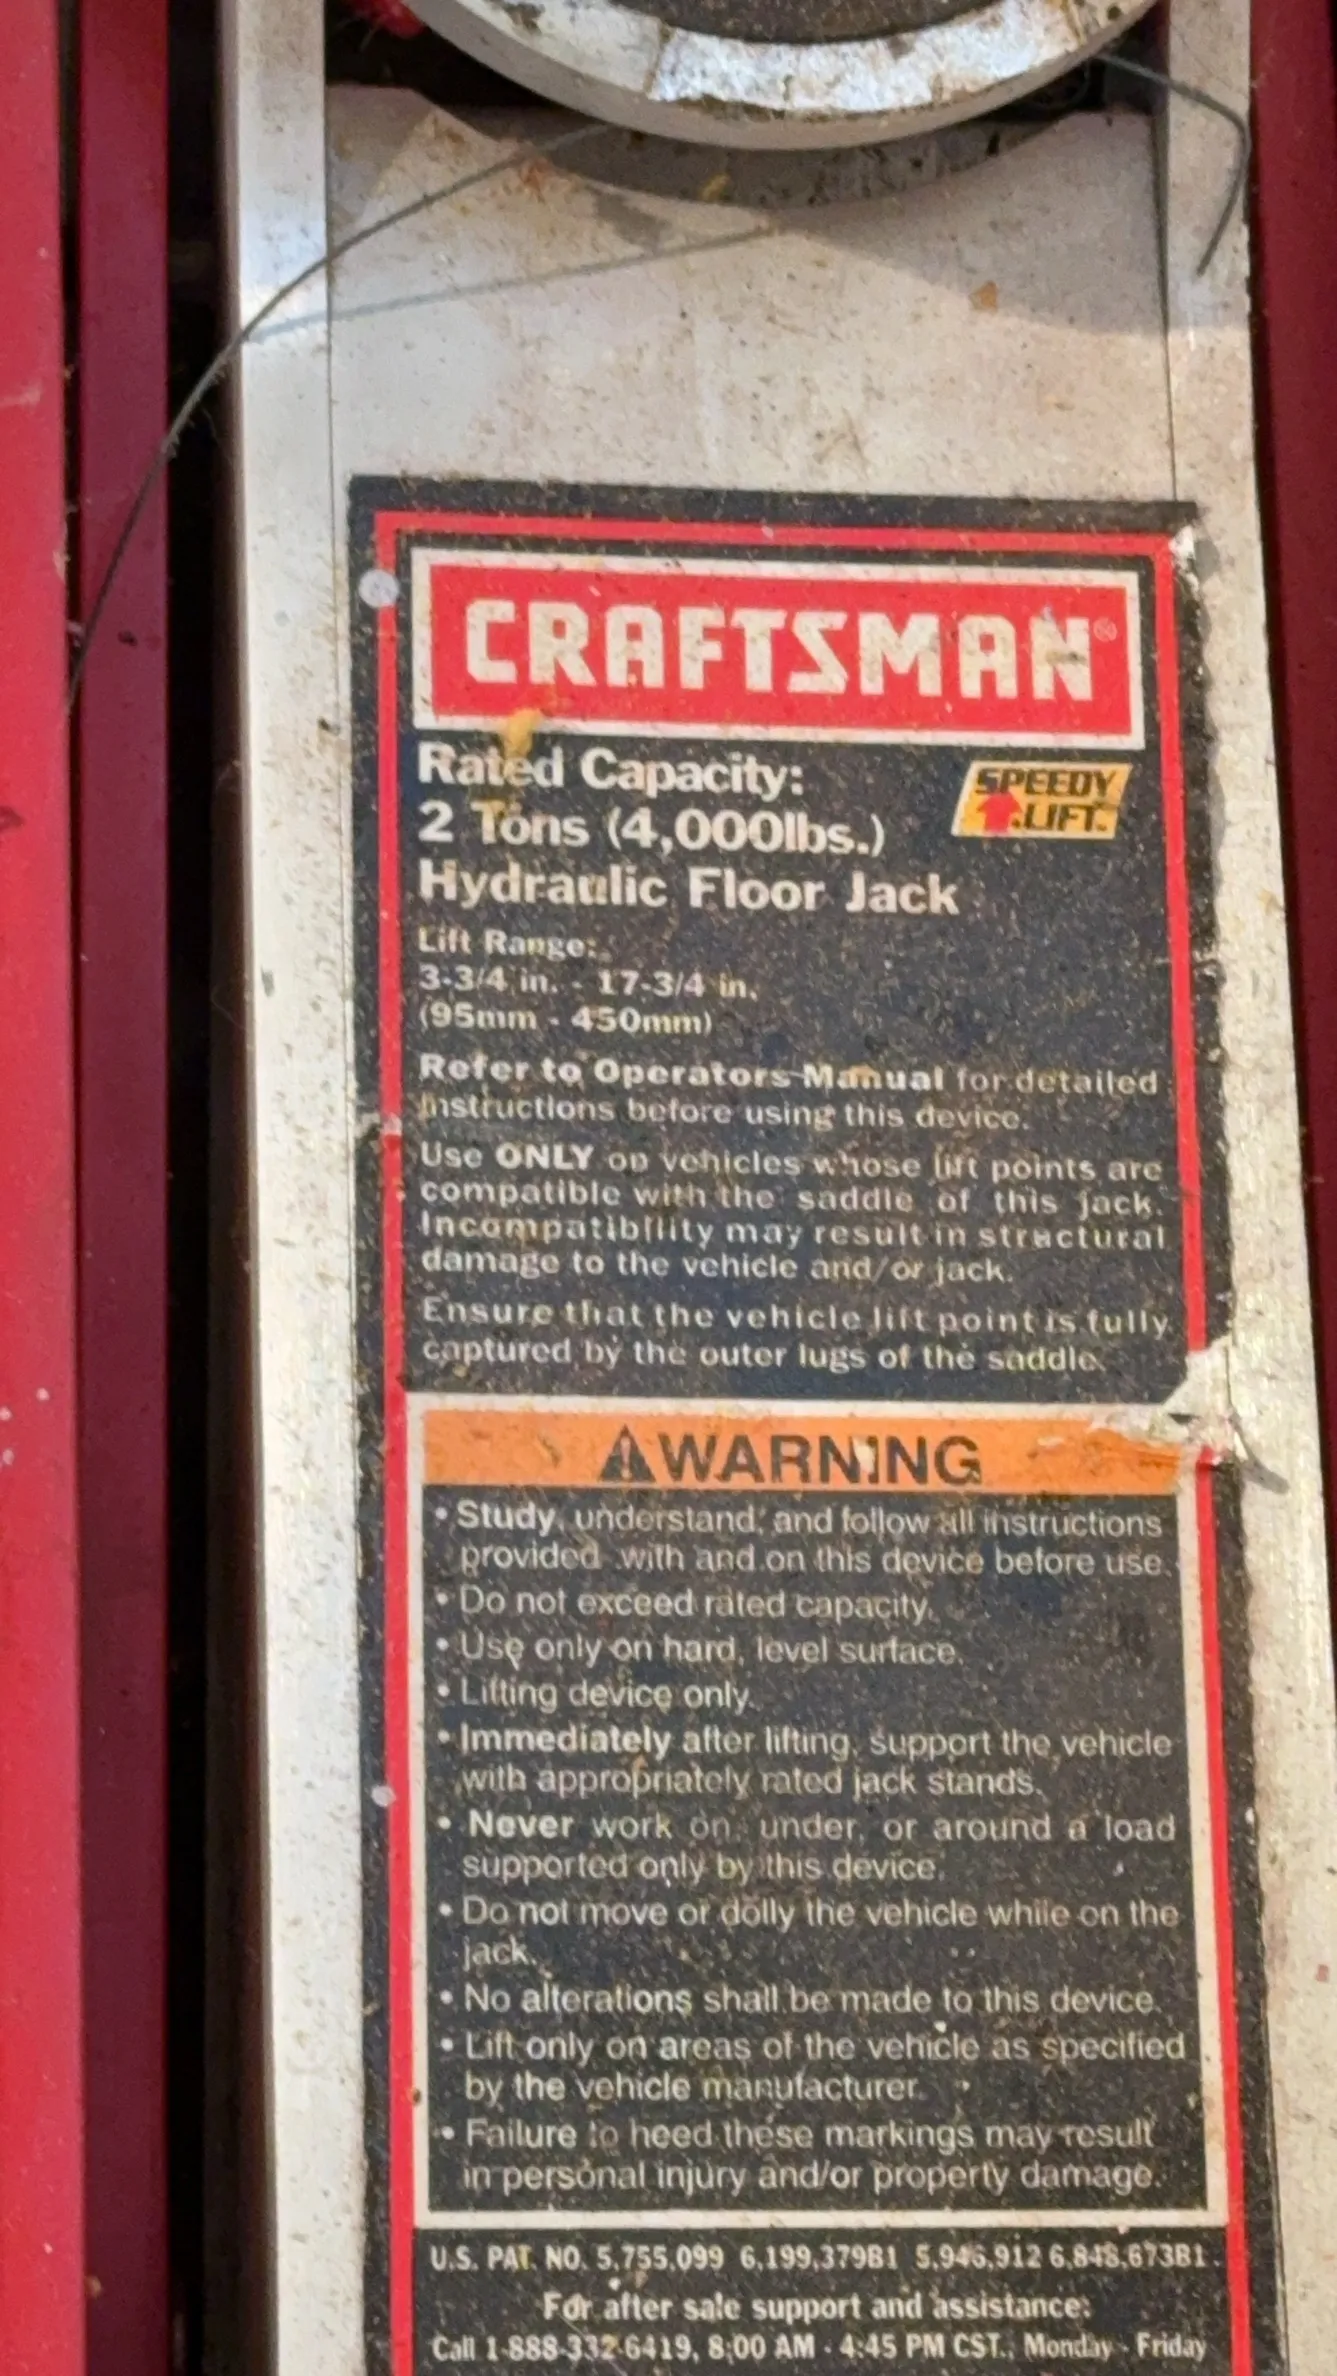 CRAFTSMAN®
Rated Capacity:
2 Tons (4,000lbs.)
SPEEDY
LIFT.
Hydraulic Floor Jack
Lift Range:
3-3/4 in. - 17-3/4 in.
(95mm - 450mm)
Refer to Operators Manual for detailed
instructions before using this device.
Use ONLY on vehicles whose lift points are
compatible with the saddle of this jack.
Incompatibility may result in structural
damage to the vehicle and/or jack.
Ensure that the vehicle lift point is fully
captured by the outer lugs of the saddle.
WARNING
• Study, understand, and follow all instructions
provided with and on this device before use.
• Do not exceed rated capacity.
• Use only on hard, level surface.
• Lifting device only.
• Immediately after lifting, support the vehicle
with appropriately rated jack stands.
• Never work on, under, or around a load
supported only by this device.
• Do not move or dolly the vehicle while on the
jack.
• No alterations shall be made to this device.
• Lift only on areas of the vehicle as specified
by the vehicle manufacturer.
• Failure to heed these markings may result
in personal injury and/or property damage.
U.S. PAT. NO. 5,755,099 6,199,379B1 5,946,912 6,848,673B1.
For after sale support and assistance:
Call 1-888-332-6419, 8:00 AM - 4:45 PM CST., Monday - Friday